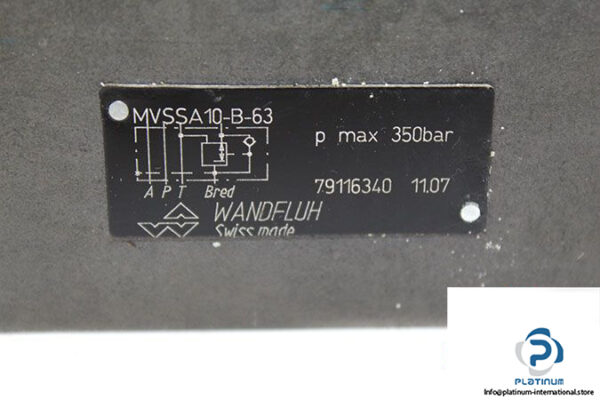 MVSSA10-B-63
p max 350bar
A P T Bred
79116340 11.07
WANDFLUH
Swiss made
P
PLATINUM
Info@platinum-international.store